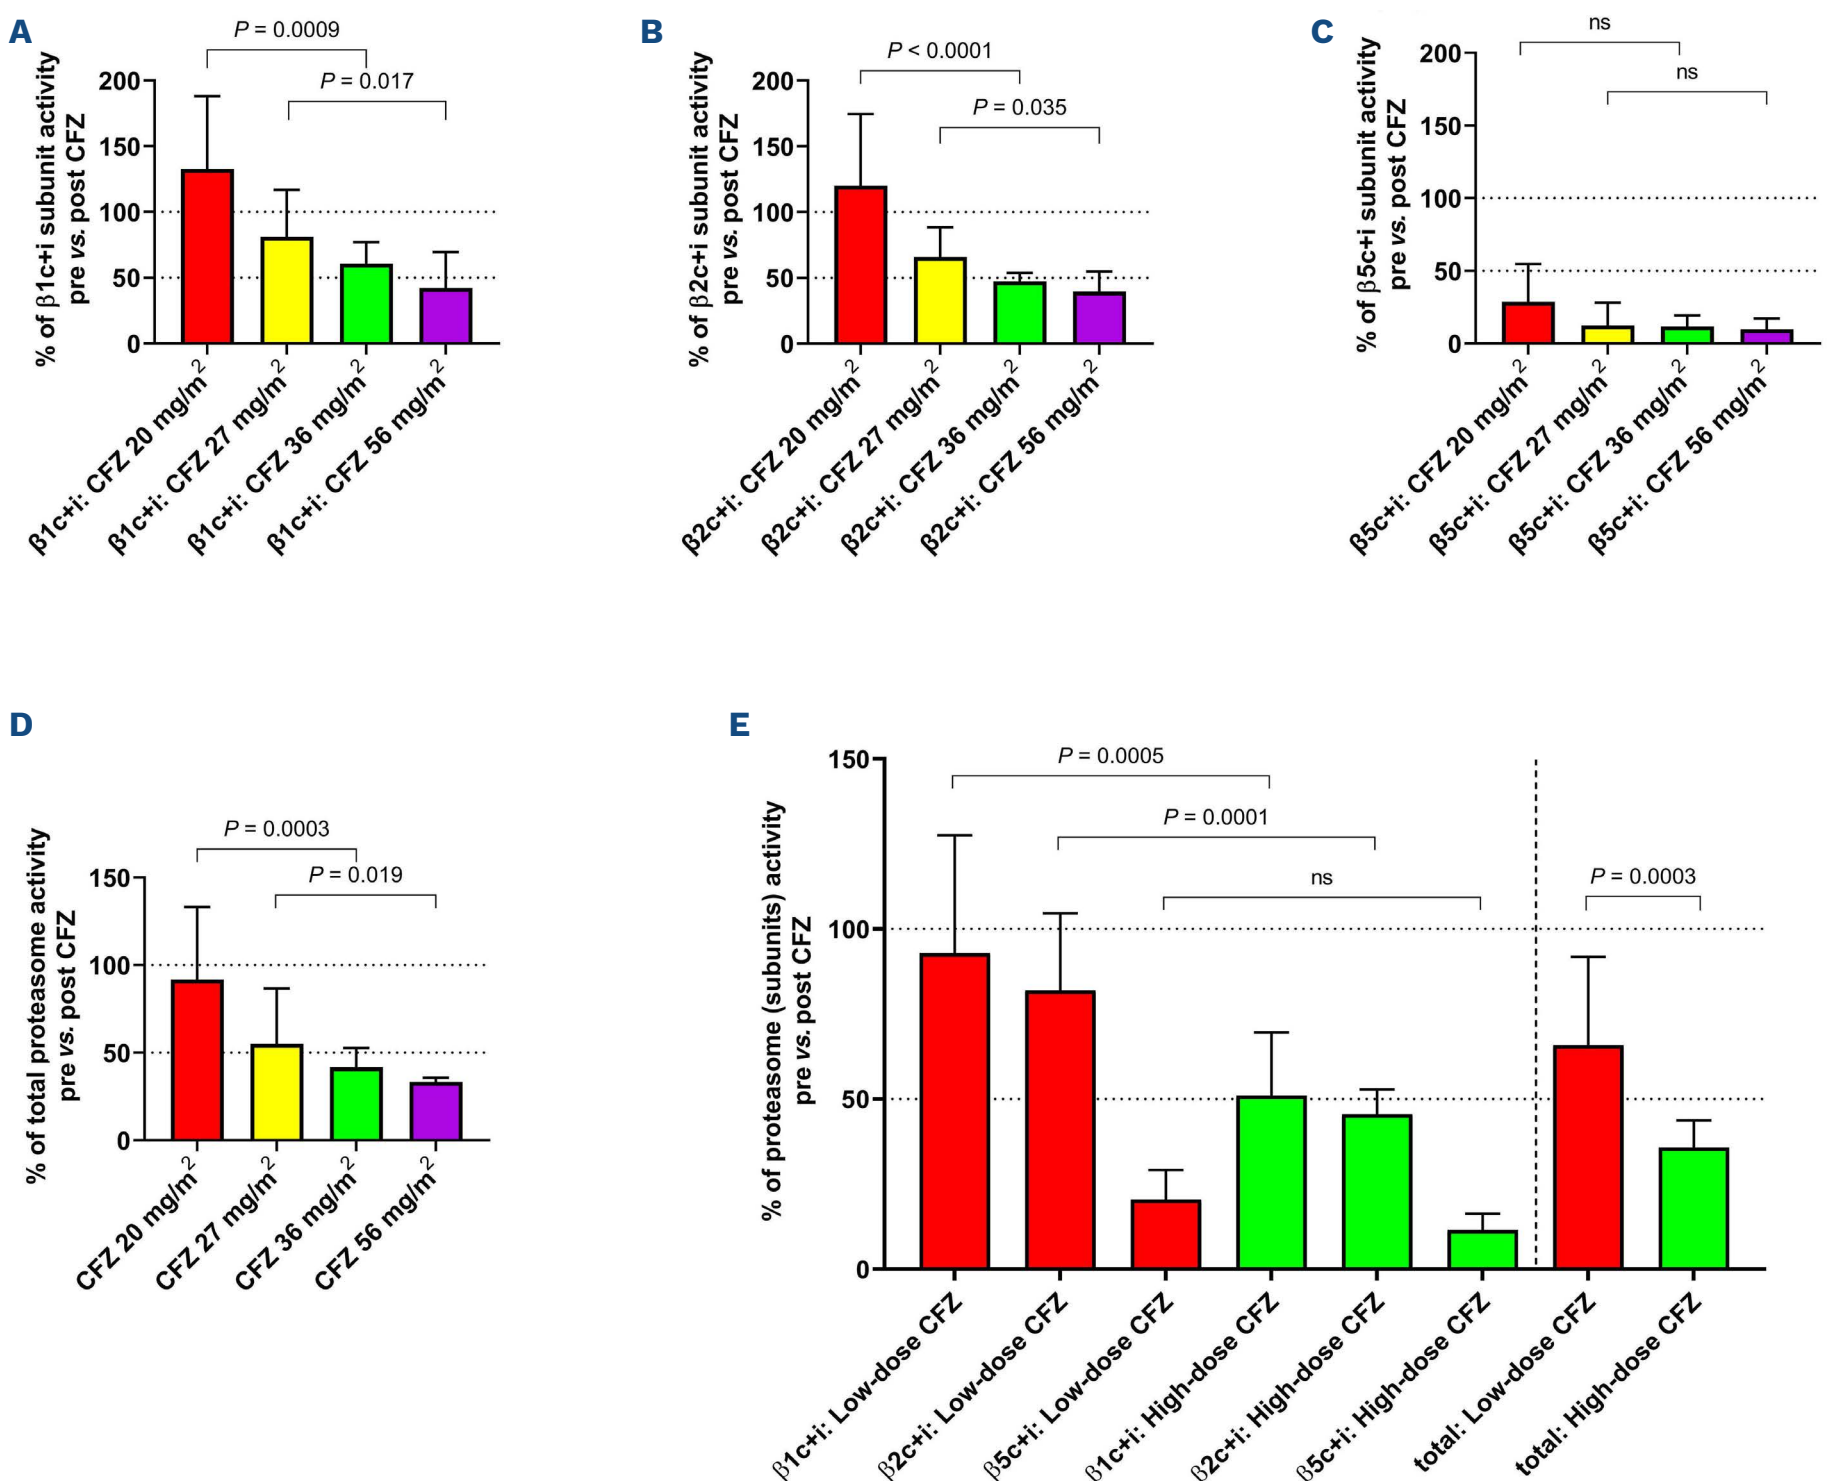 A
P = 0.0009
P = 0.017
% of β1c+i subunit activity
pre vs. post CFZ
200
150
100
50
0
β1c+i: CFZ 20 mg/m²
β1c+i: CFZ 27 mg/m²
β1c+i: CFZ 36 mg/m²
β1c+i: CFZ 56 mg/m²
B
P < 0.0001
P = 0.035
% of β2c+i subunit activity
pre vs. post CFZ
200
150
100
50
0
β2c+i: CFZ 20 mg/m²
β2c+i: CFZ 27 mg/m²
β2c+i: CFZ 36 mg/m²
β2c+i: CFZ 56 mg/m²
C
ns
ns
% of β5c+i subunit activity
pre vs. post CFZ
200
150
100
50
0
β5c+i: CFZ 20 mg/m²
β5c+i: CFZ 27 mg/m²
β5c+i: CFZ 36 mg/m²
β5c+i: CFZ 56 mg/m²
D
P = 0.0003
P = 0.019
% of total proteasome activity
pre vs. post CFZ
150
100
50
0
CFZ 20 mg/m²
CFZ 27 mg/m²
CFZ 36 mg/m²
CFZ 56 mg/m²
E
P = 0.0005
P = 0.0001
ns
P = 0.0003
% of proteasome (subunits) activity
pre vs. post CFZ
150
100
50
0
β1c+i: Low-dose CFZ
β2c+i: Low-dose CFZ
β5c+i: Low-dose CFZ
β1c+i: High-dose CFZ
β2c+i: High-dose CFZ
β5c+i: High-dose CFZ
total: Low-dose CFZ
total: High-dose CFZ